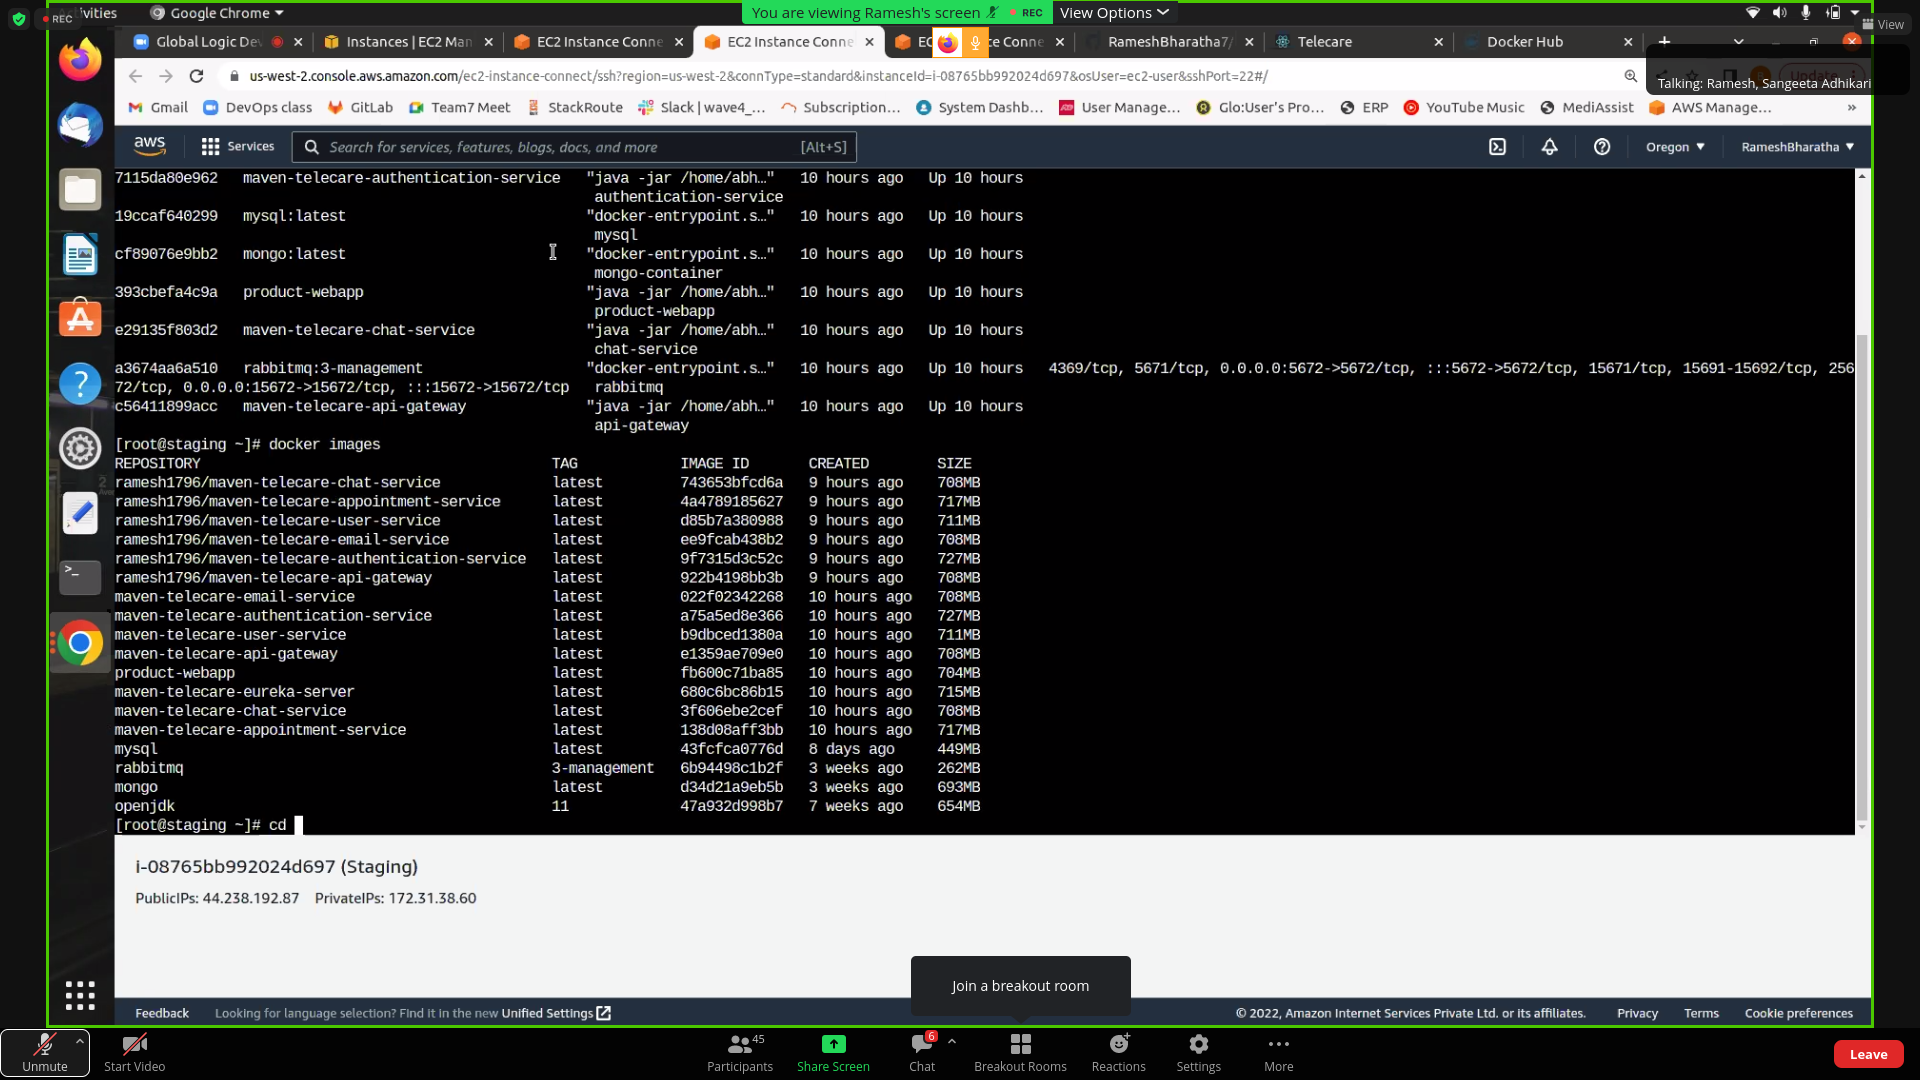 Activities
REC
Google Chrome
You are viewing Ramesh's screen
REC
View Options
View
Global Logic De
Instances | EC2 Man
EC2 Instance Conne
EC2 Instance Conne
EC
ce Conne
RameshBharatha7/
Telecare
Docker Hub
us-west-2.console.aws.amazon.com/ec2-instance-connect/ssh?region=us-west-2&connType=standard&instanceId=i-08765bb992024d697&osUser=ec2-user&sshPort=22#/
Update
Talking: Ramesh, Sangeeta Adhikari
Gmail
DevOps class
GitLab
Team7 Meet
StackRoute
Slack | wave4_...
Subscription...
System Dashb...
User Manage...
Glo:User's Pro...
ERP
YouTube Music
MediAssist
AWS Manage...
»
aws
Services
Search for services, features, blogs, docs, and more
[Alt+S]
Oregon
RameshBharatha
7115da80e962 maven-telecare-authentication-service "java -jar /home/abh…" 10 hours ago Up 10 hours
authentication-service
19ccaf640299 mysql:latest "docker-entrypoint.s…" 10 hours ago Up 10 hours
mysql
cf89076e9bb2 mongo:latest "docker-entrypoint.s…" 10 hours ago Up 10 hours
mongo-container
393cbefa4c9a product-webapp "java -jar /home/abh…" 10 hours ago Up 10 hours
product-webapp
e29135f803d2 maven-telecare-chat-service "java -jar /home/abh…" 10 hours ago Up 10 hours
chat-service
a3674aa6a510 rabbitmq:3-management "docker-entrypoint.s…" 10 hours ago Up 10 hours 4369/tcp, 5671/tcp, 0.0.0.0:5672->5672/tcp, :::5672->5672/tcp, 15671/tcp, 15691-15692/tcp, 256
72/tcp, 0.0.0.0:15672->15672/tcp, :::15672->15672/tcp rabbitmq
c56411899acc maven-telecare-api-gateway "java -jar /home/abh…" 10 hours ago Up 10 hours
api-gateway
[root@staging ~]# docker images
REPOSITORY TAG IMAGE ID CREATED SIZE
ramesh1796/maven-telecare-chat-service latest 743653bfcd6a 9 hours ago 708MB
ramesh1796/maven-telecare-appointment-service latest 4a4789185627 9 hours ago 717MB
ramesh1796/maven-telecare-user-service latest d85b7a380988 9 hours ago 711MB
ramesh1796/maven-telecare-email-service latest ee9fcab438b2 9 hours ago 708MB
ramesh1796/maven-telecare-authentication-service latest 9f7315d3c52c 9 hours ago 727MB
ramesh1796/maven-telecare-api-gateway latest 922b4198bb3b 9 hours ago 708MB
maven-telecare-email-service latest 022f02342268 10 hours ago 708MB
maven-telecare-authentication-service latest a75a5ed8e366 10 hours ago 727MB
maven-telecare-user-service latest b9dbced1380a 10 hours ago 711MB
maven-telecare-api-gateway latest e1359ae709e0 10 hours ago 708MB
product-webapp latest fb600c71ba85 10 hours ago 704MB
maven-telecare-eureka-server latest 680c6bc86b15 10 hours ago 715MB
maven-telecare-chat-service latest 3f606ebe2cef 10 hours ago 708MB
maven-telecare-appointment-service latest 138d08aff3bb 10 hours ago 717MB
mysql latest 43fcfca0776d 8 days ago 449MB
rabbitmq 3-management 6b94498c1b2f 3 weeks ago 262MB
mongo latest d34d21a9eb5b 3 weeks ago 693MB
openjdk 11 47a932d998b7 7 weeks ago 654MB
[root@staging ~]# cd
i-08765bb992024d697 (Staging)
PublicIPs: 44.238.192.87 PrivateIPs: 172.31.38.60
Join a breakout room
Feedback
Looking for language selection? Find it in the new Unified Settings
© 2022, Amazon Internet Services Private Ltd. or its affiliates.
Privacy
Terms
Cookie preferences
Unmute
Start Video
45
Participants
Share Screen
6
Chat
Breakout Rooms
Reactions
Settings
More
Leave